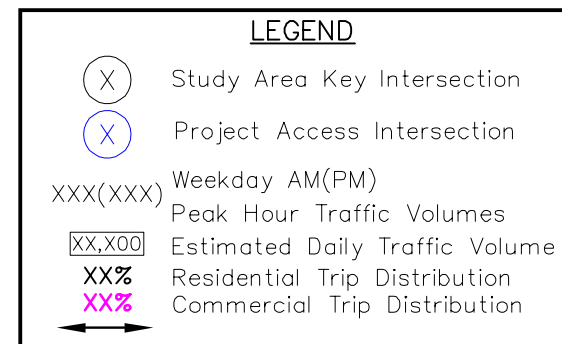 LEGEND
X Study Area Key Intersection
X Project Access Intersection
XXX(XXX) Weekday AM(PM)
Peak Hour Traffic Volumes
XX,X00 Estimated Daily Traffic Volume
XX% Residential Trip Distribution
XX% Commercial Trip Distribution